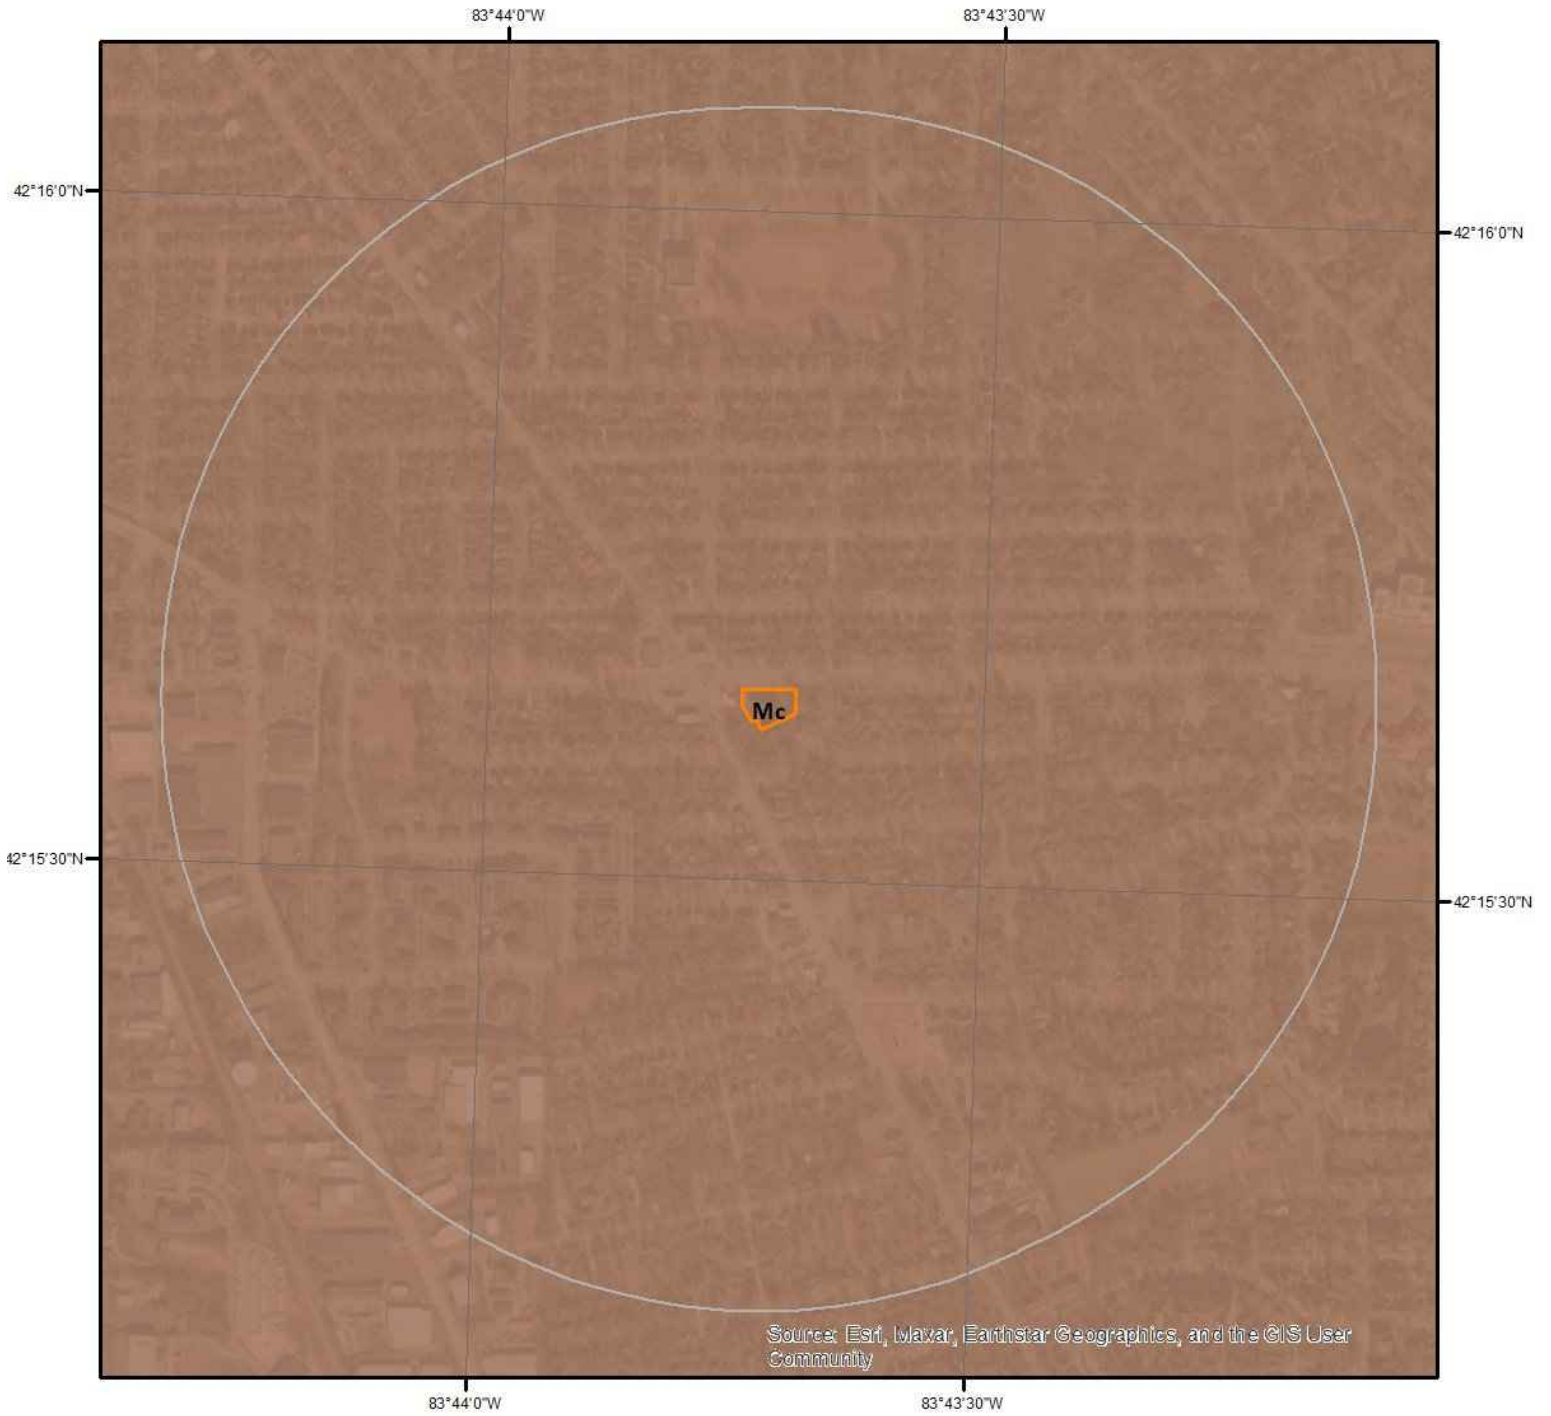 83°44'0"W 83°43'30"W
42°16'0"N
42°16'0"N
Mc
42°15'30"N
42°15'30"N
Source: Esri, Maxar, Earthstar Geographics, and the GIS User
Community
83°44'0"W 83°43'30"W